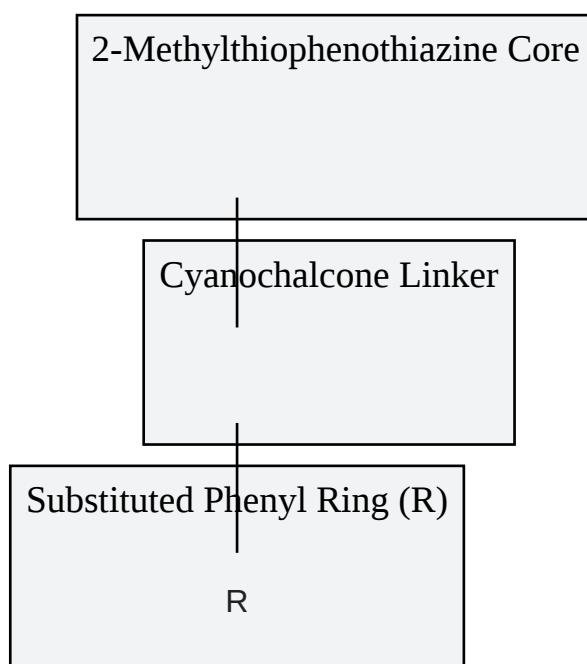 2-Methylthiophenothiazine Core
Cyanochalcone Linker
Substituted Phenyl Ring (R)
R